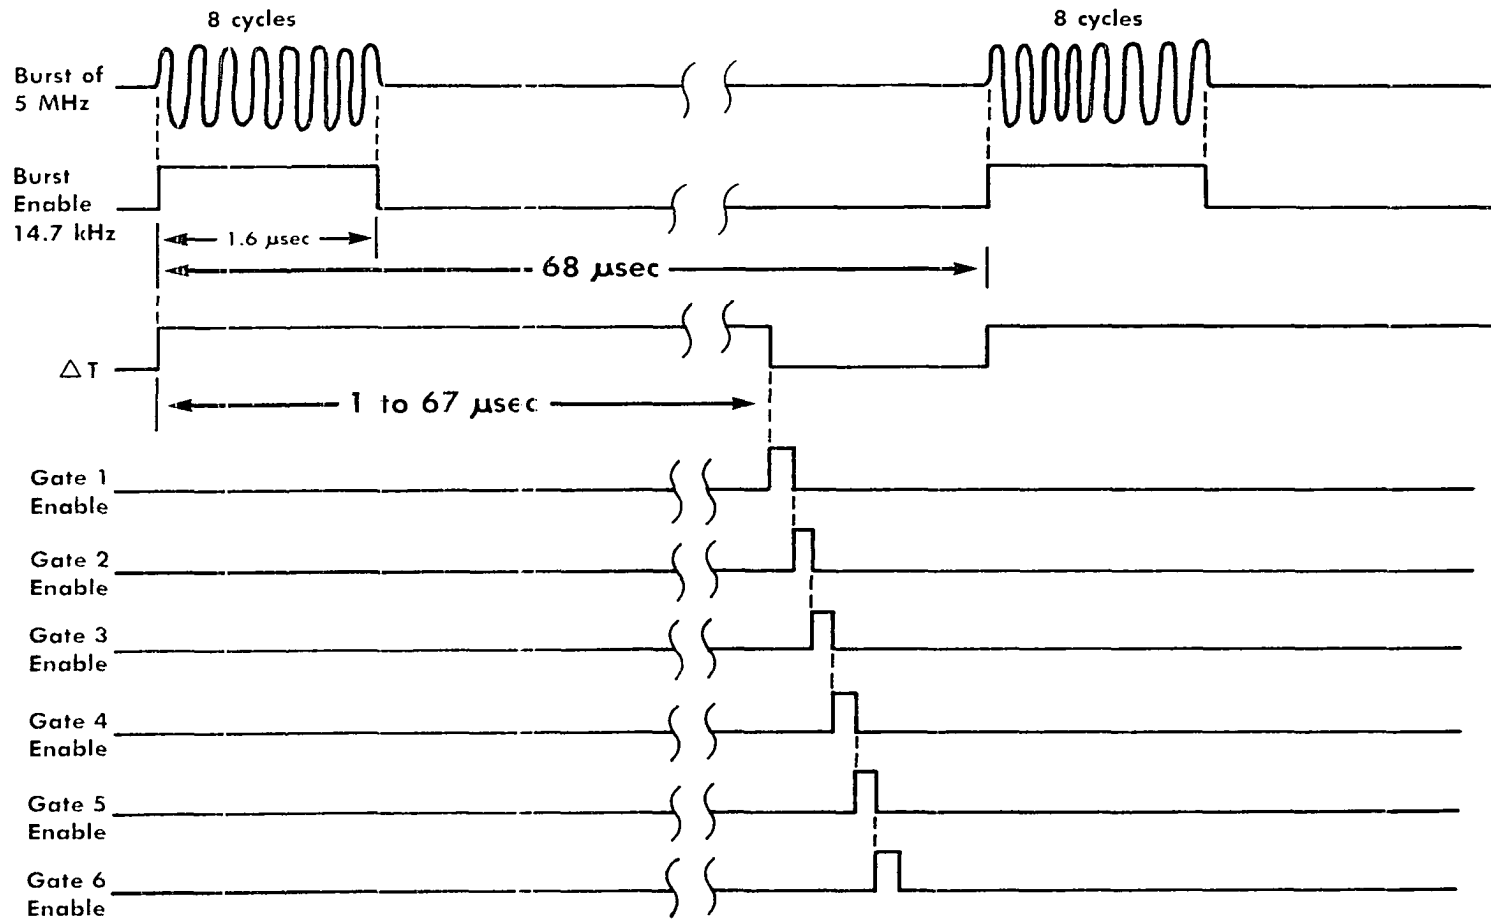 8 cycles
8 cycles
Burst of
5 MHz
Burst
Enable
14.7 kHz
1.6 µsec
68 µsec
△ T
1 to 67 µsec
Gate 1
Enable
Gate 2
Enable
Gate 3
Enable
Gate 4
Enable
Gate 5
Enable
Gate 6
Enable